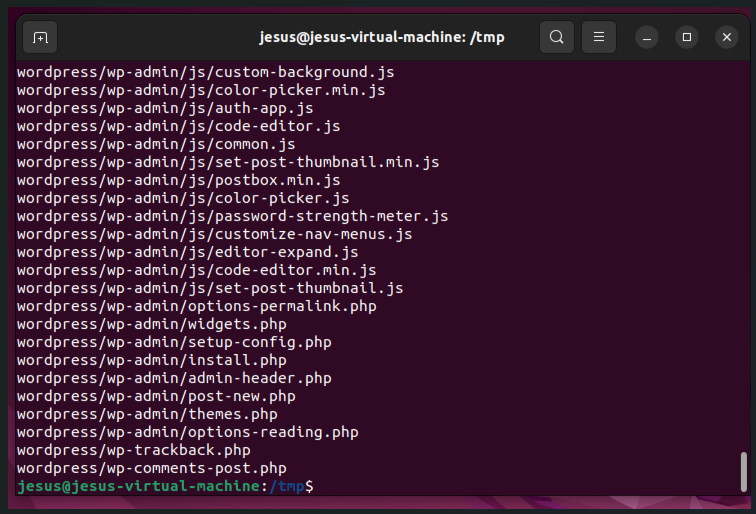 jesus@jesus-virtual-machine: /tmp
wordpress/wp-admin/js/custom-background.js
wordpress/wp-admin/js/color-picker.min.js
wordpress/wp-admin/js/auth-app.js
wordpress/wp-admin/js/code-editor.js
wordpress/wp-admin/js/common.js
wordpress/wp-admin/js/set-post-thumbnail.min.js
wordpress/wp-admin/js/postbox.min.js
wordpress/wp-admin/js/color-picker.js
wordpress/wp-admin/js/password-strength-meter.js
wordpress/wp-admin/js/customize-nav-menus.js
wordpress/wp-admin/js/editor-expand.js
wordpress/wp-admin/js/code-editor.min.js
wordpress/wp-admin/js/set-post-thumbnail.js
wordpress/wp-admin/options-permalink.php
wordpress/wp-admin/widgets.php
wordpress/wp-admin/setup-config.php
wordpress/wp-admin/install.php
wordpress/wp-admin/admin-header.php
wordpress/wp-admin/post-new.php
wordpress/wp-admin/themes.php
wordpress/wp-admin/options-reading.php
wordpress/wp-trackback.php
wordpress/wp-comments-post.php
jesus@jesus-virtual-machine:/tmp$